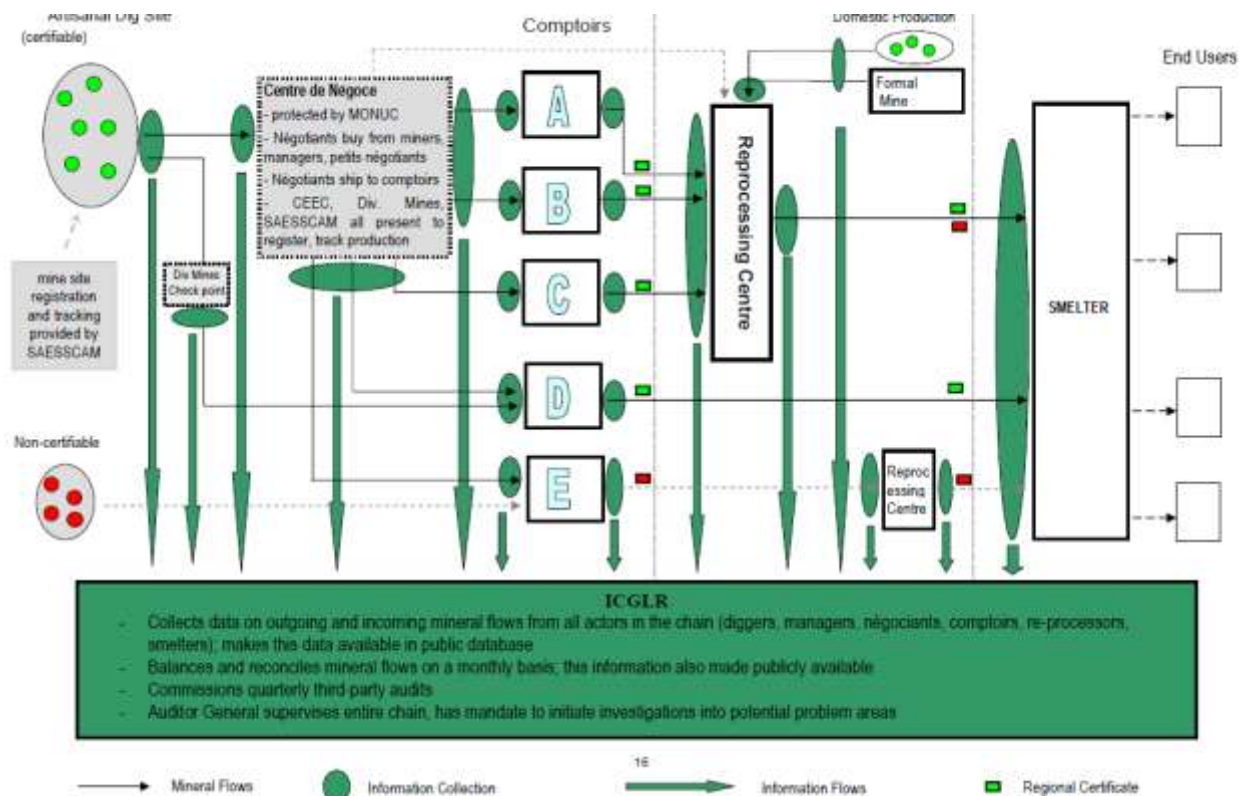 Artisanal Dig Site
(certifiable)
Comptoirs
Domestic Production
End Users
Formal
Mine
Centre de Négoce
- protected by MONUC
- Négotiants buy from miners,
managers, petits négotiants
- Négotiants ship to comptoirs
- CEEC, Div. Mines,
SAESSCAM all present to
register, track production
A
B
C
D
E
Reprocessing Centre
SMELTER
mine site
registration
and tracking
provided by
SAESSCAM
Div Mines
Check point
Non-certifiable
Reproc
essing
Centre
ICGLR
- Collects data on outgoing and incoming mineral flows from all actors in the chain (diggers, managers, négociants, comptoirs, re-processors,
smelters); makes this data available in public database
- Balances and reconciles mineral flows on a monthly basis; this information also made publicly available
- Commissions quarterly third-party audits
- Auditor General supervises entire chain, has mandate to initiate investigations into potential problem areas
16
Mineral Flows
Information Collection
Information Flows
Regional Certificate